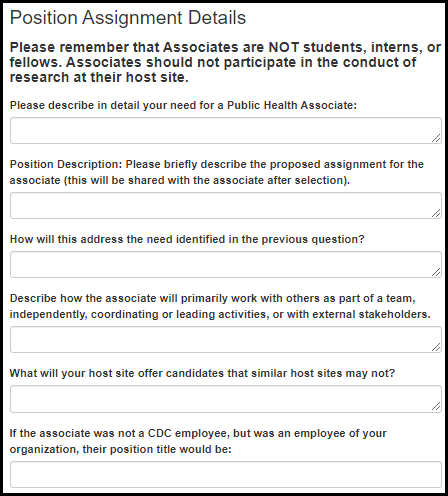 Position Assignment Details
Please remember that Associates are NOT students, interns, or
fellows. Associates should not participate in the conduct of
research at their host site.
Please describe in detail your need for a Public Health Associate:
Position Description: Please briefly describe the proposed assignment for the
associate (this will be shared with the associate after selection).
How will this address the need identified in the previous question?
Describe how the associate will primarily work with others as part of a team,
independently, coordinating or leading activities, or with external stakeholders.
What will your host site offer candidates that similar host sites may not?
If the associate was not a CDC employee, but was an employee of your
organization, their position title would be: